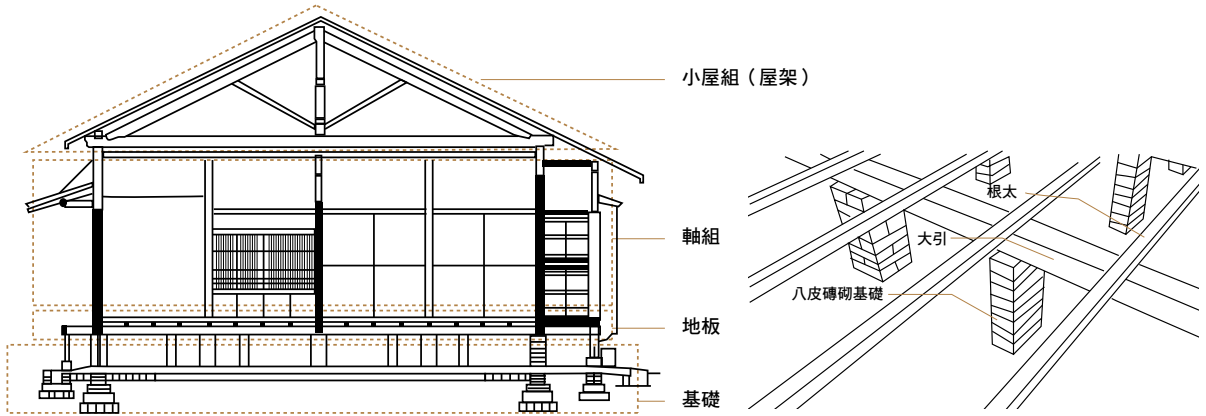 小屋組（屋架）
軸組
地板
基礎
根太
大引
八皮磚砌基礎